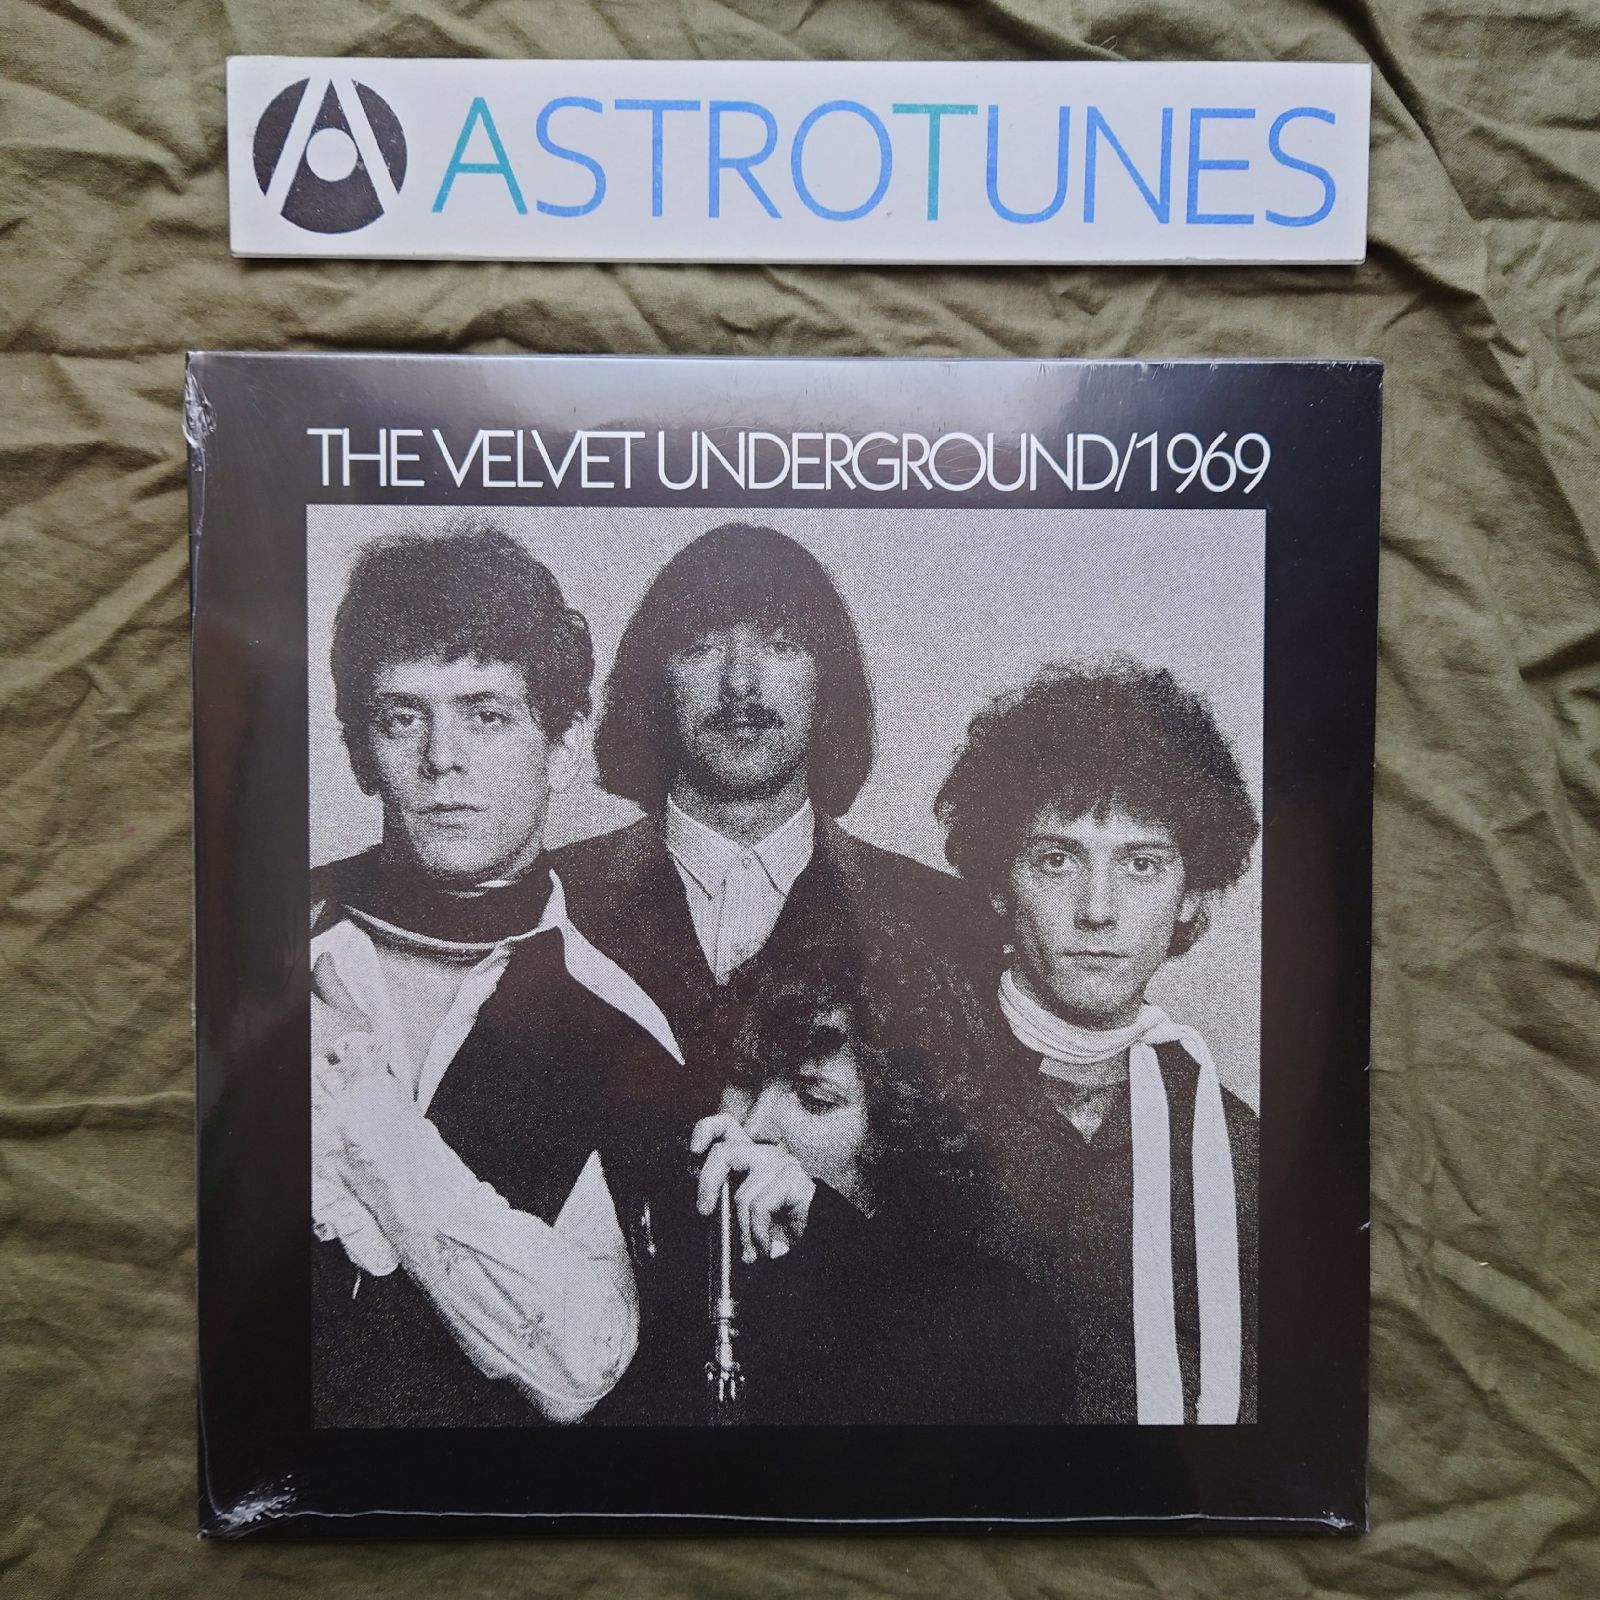 ASTROTUNES
THE VELVET UNDERGROUND/1969